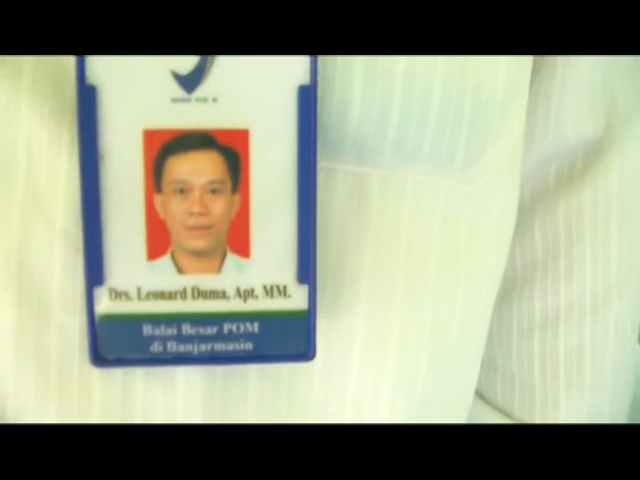 Drs. Leonard Duma, Apt, MM.
Balai Besar POM
di Banjarmasin